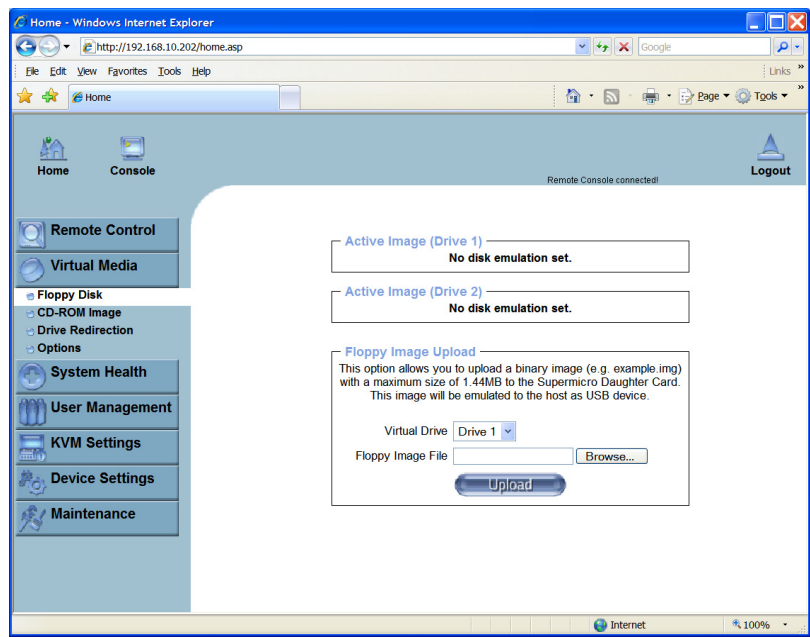 Home - Windows Internet Explorer
http://192.168.10.202/home.asp
Google
File Edit View Favorites Tools Help
Links »
Home
Page
Tools »
Home
Console
Remote Console connected!
Logout
Remote Control
Virtual Media
Floppy Disk
CD-ROM Image
Drive Redirection
Options
System Health
User Management
KVM Settings
Device Settings
Maintenance
Active Image (Drive 1)
No disk emulation set.
Active Image (Drive 2)
No disk emulation set.
Floppy Image Upload
This option allows you to upload a binary image (e.g. example.img)
with a maximum size of 1.44MB to the Supermicro Daughter Card.
This image will be emulated to the host as USB device.
Virtual Drive Drive 1
Floppy Image File Browse...
Upload
Internet
100%